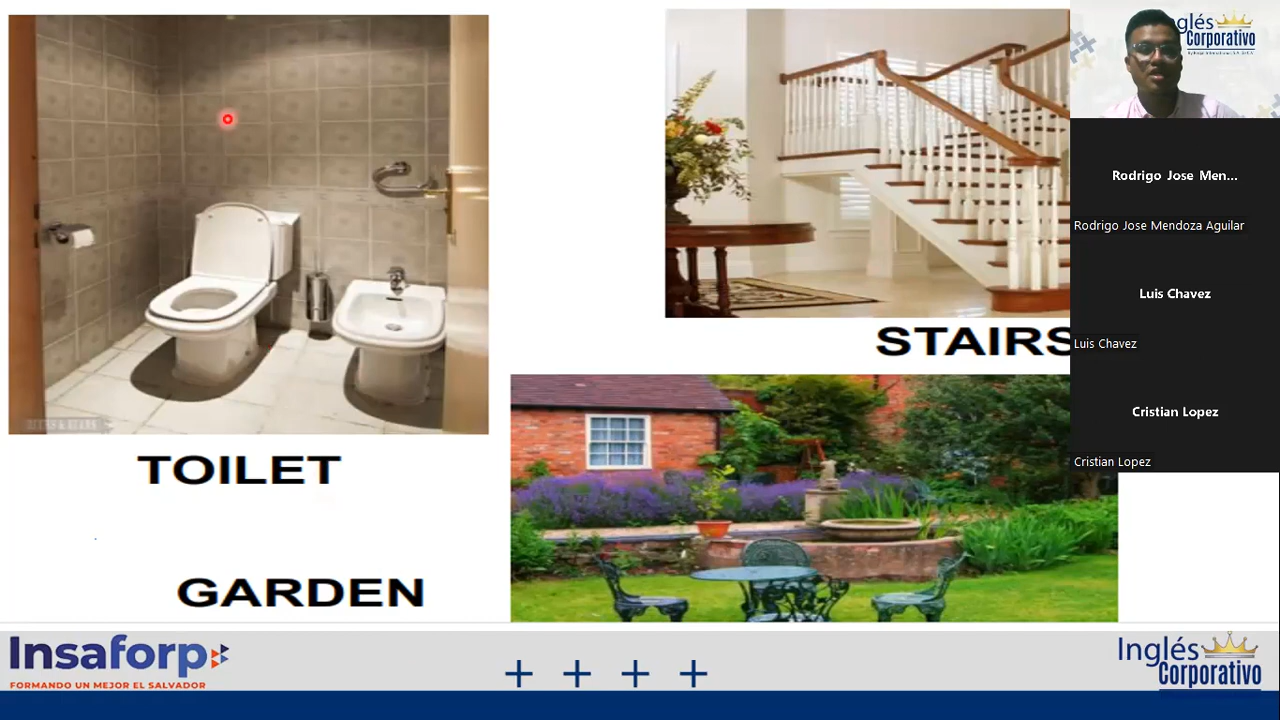 Inglés
Corporativo
Rodrigo Jose Men...
Rodrigo Jose Mendoza Aguilar
Luis Chavez
Luis Chavez
Cristian Lopez
Cristian Lopez
STAIRS
TOILET
GARDEN
Insaforp
FORMANDO UN MEJOR EL SALVADOR
Inglés
Corporativo